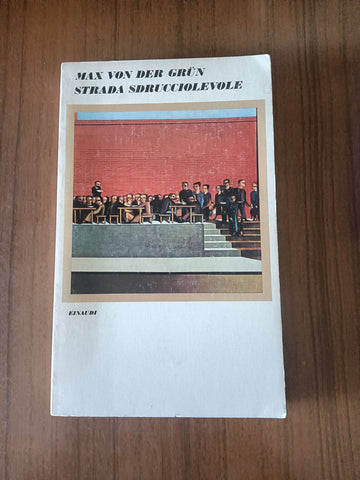 MAX VON DER GRÜN
STRADA SDRUCCIOLEVOLE
EINAUDI